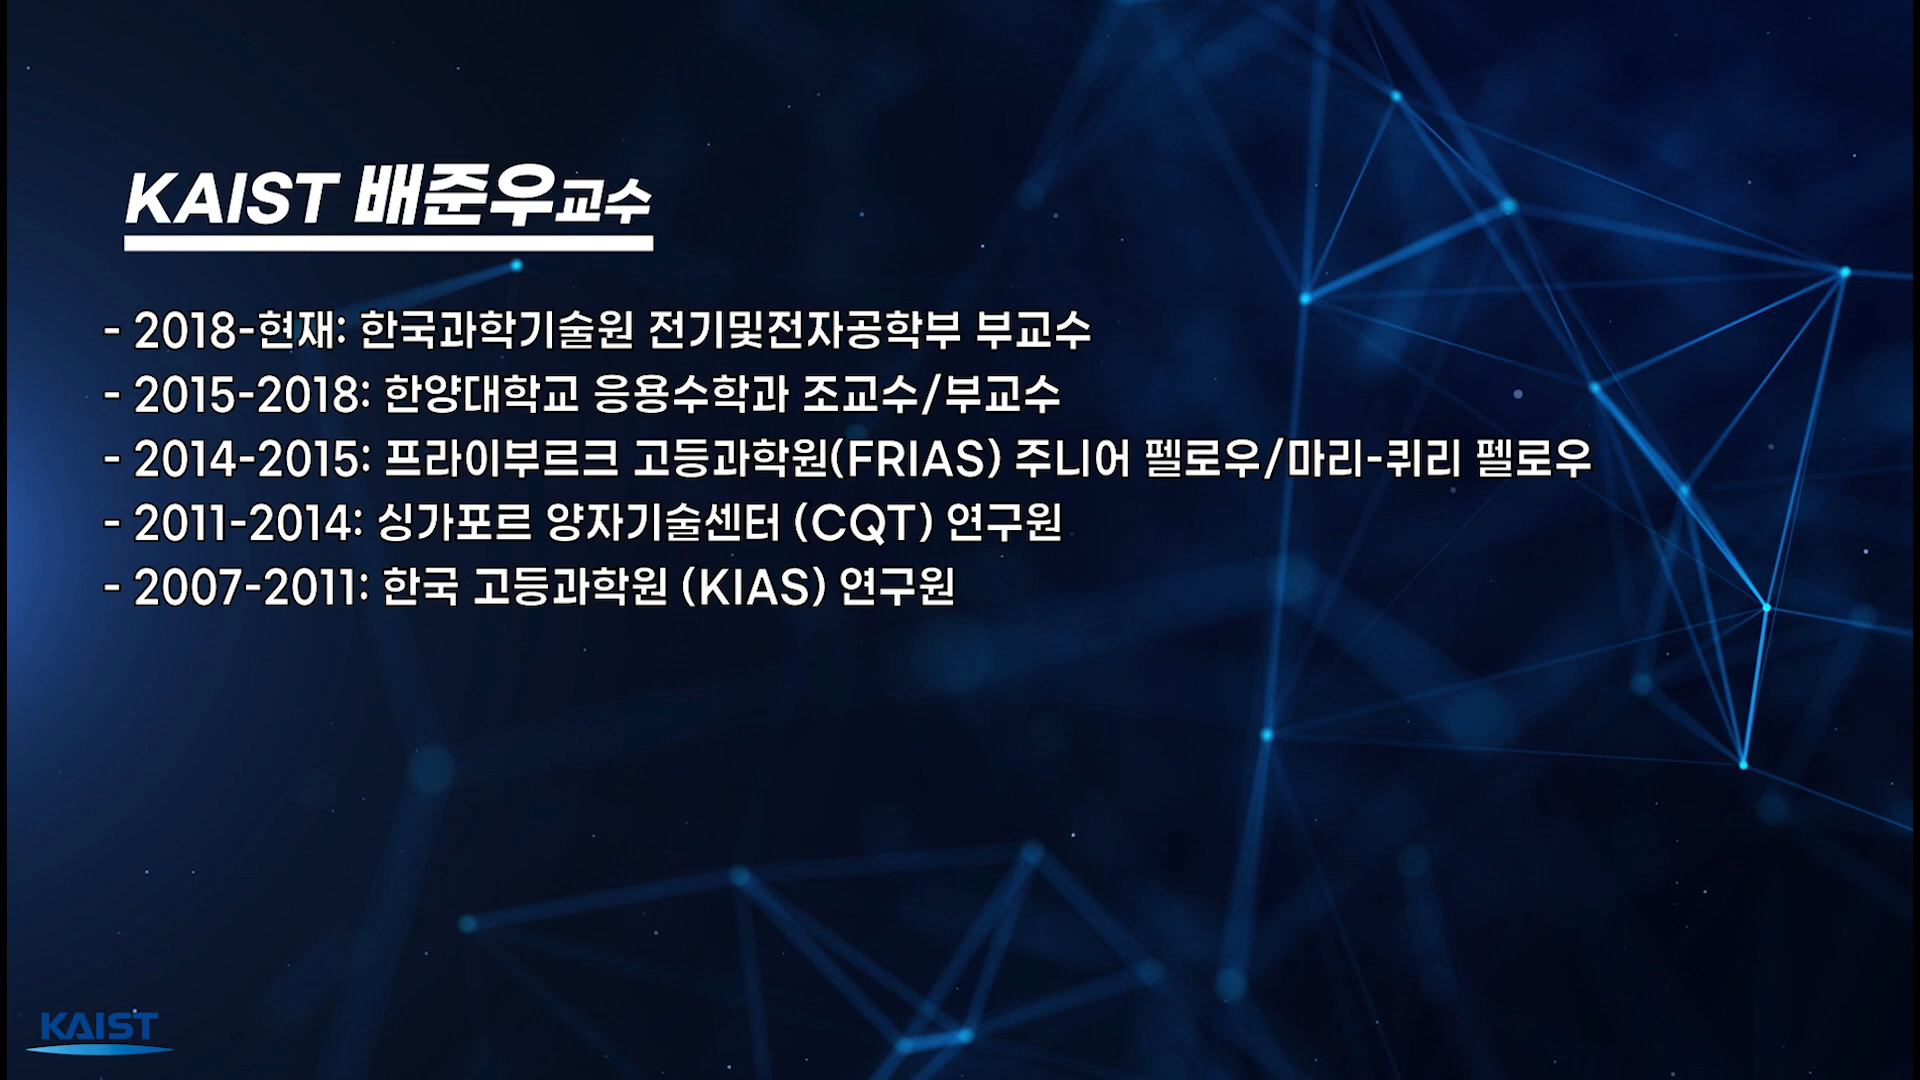 KAIST 배준우교수
- 2018-현재: 한국과학기술원 전기및전자공학부 부교수
- 2015-2018: 한양대학교 응용수학과 조교수/부교수
- 2014-2015: 프라이부르크 고등과학원(FRIAS) 주니어 펠로우/마리-퀴리 펠로우
- 2011-2014: 싱가포르 양자기술센터 (CQT) 연구원
- 2007-2011: 한국 고등과학원 (KIAS) 연구원
KAIST